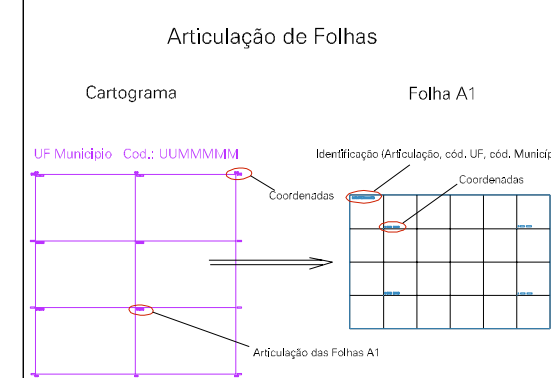 Articulação de Folhas
Cartograma
Folha A1
UF Municipio Cod.: UUMMMMM
Identificação (Articulação, cód. UF, cód. Municíp
Coordenadas
Coordenadas
Articulação das Folhas A1